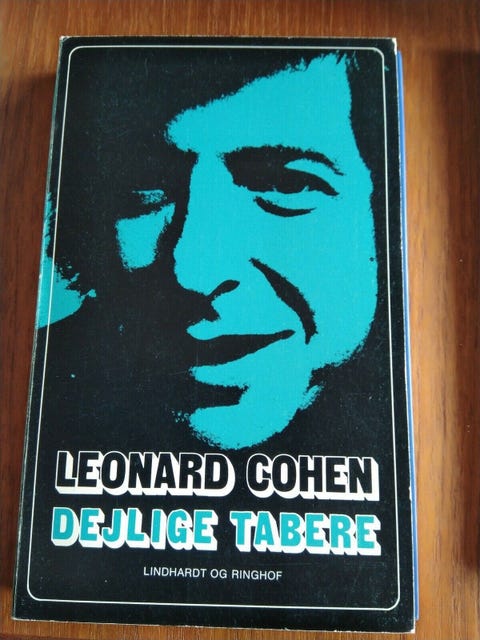 LEONARD COHEN
DEJLIGE TABERE
LINDHARDT OG RINGHOF